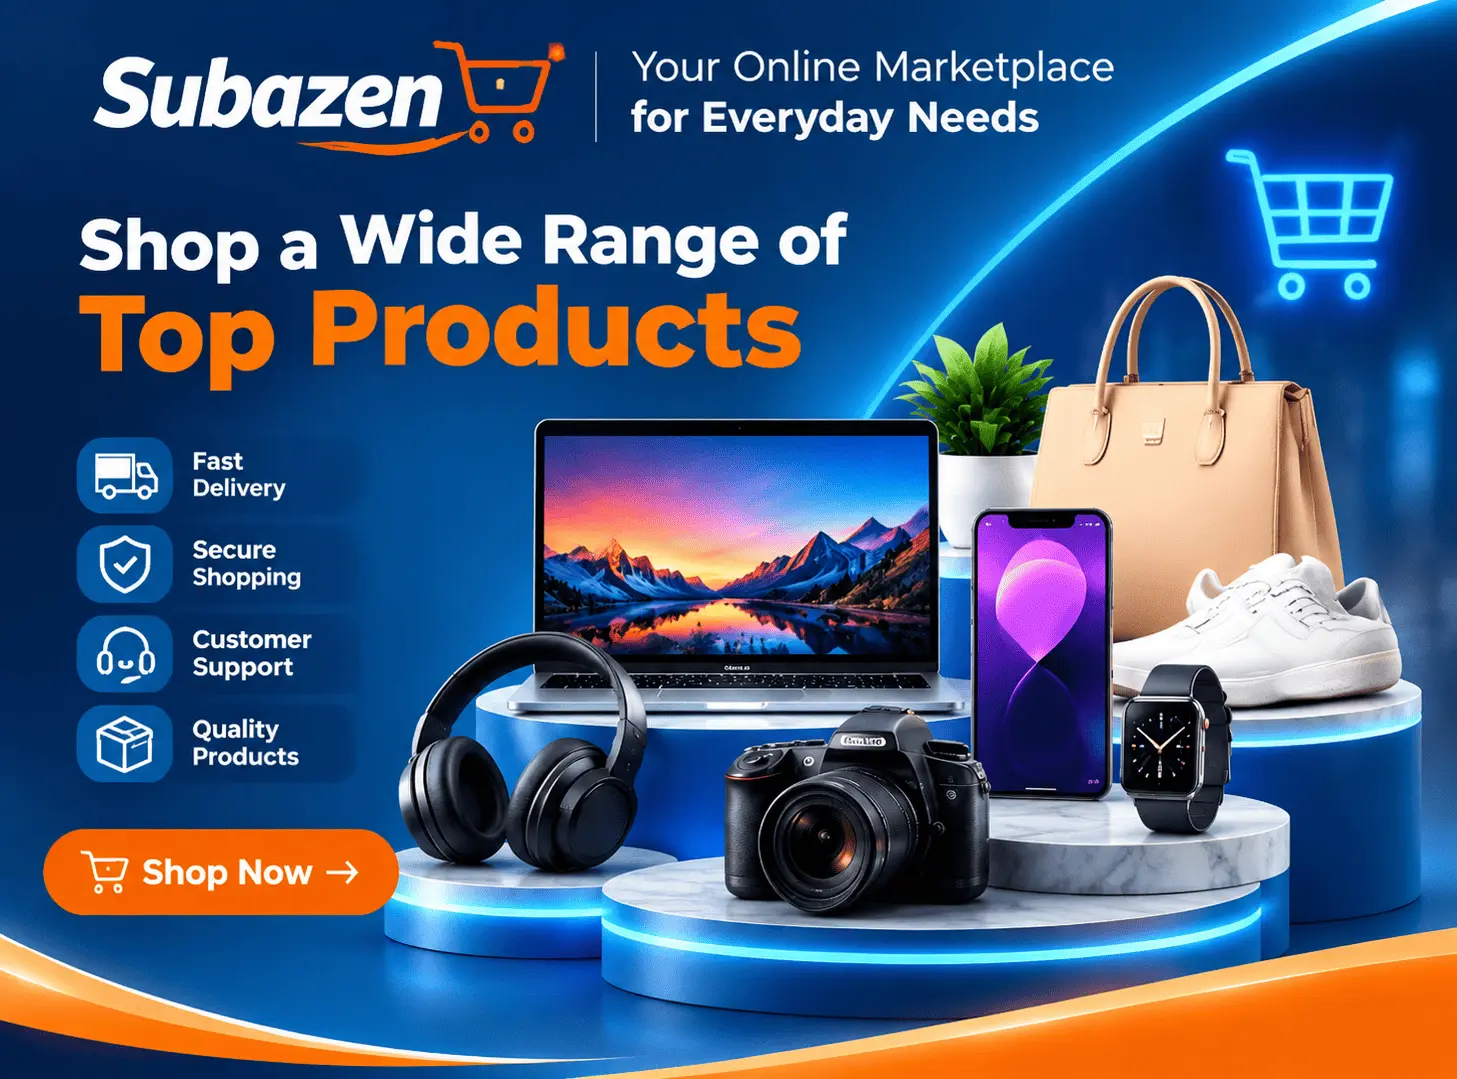 Subazen
Your Online Marketplace
for Everyday Needs
Shop a Wide Range of
Top Products
Fast
Delivery
Secure
Shopping
Customer
Support
Quality
Products
Shop Now →